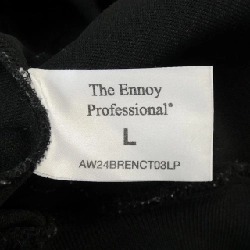 The Ennoy
Professional®
L
AW24BRENCT03LP